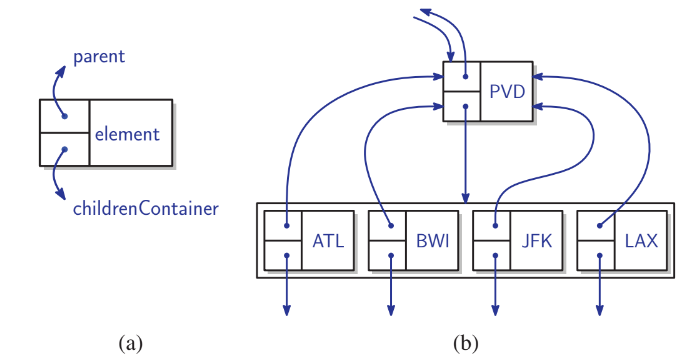 parent
element
childrenContainer
(a)
PVD
ATL
BWI
JFK
LAX
(b)